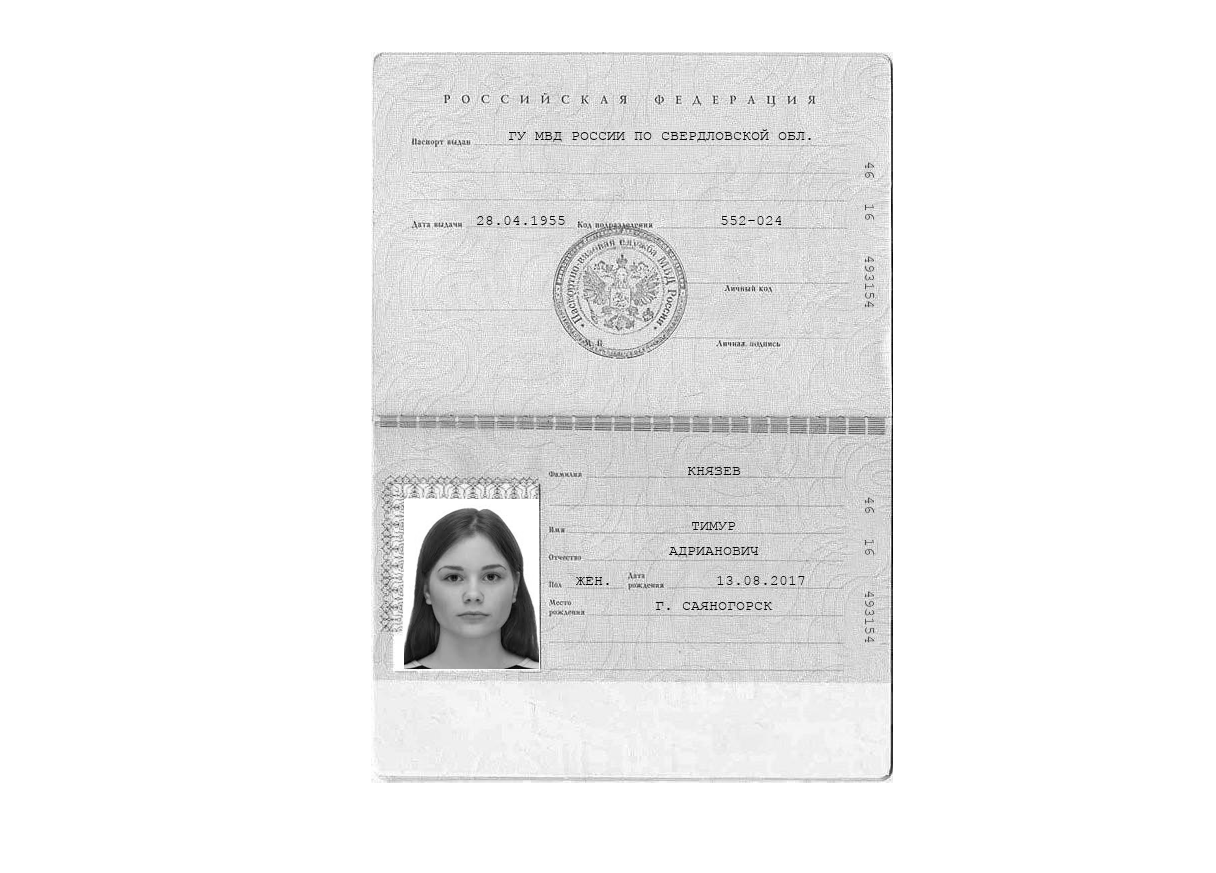 РОССИЙСКАЯ ФЕДЕРАЦИЯ
Паспорт выдан ГУ МВД РОССИИ ПО СВЕРДЛОВСКОЙ ОБЛ.
Дата выдачи 28.04.1955 Код подразделения 552-024
Паспортно-визовая служба МВД России
Личный код
М.П.
Личная подпись
46 16 493154
Фамилия КНЯЗЕВ
Имя ТИМУР
Отчество АДРИАНОВИЧ
Пол ЖЕН. Дата рождения 13.08.2017
Место рождения Г. САЯНОГОРСК
46 16 493154